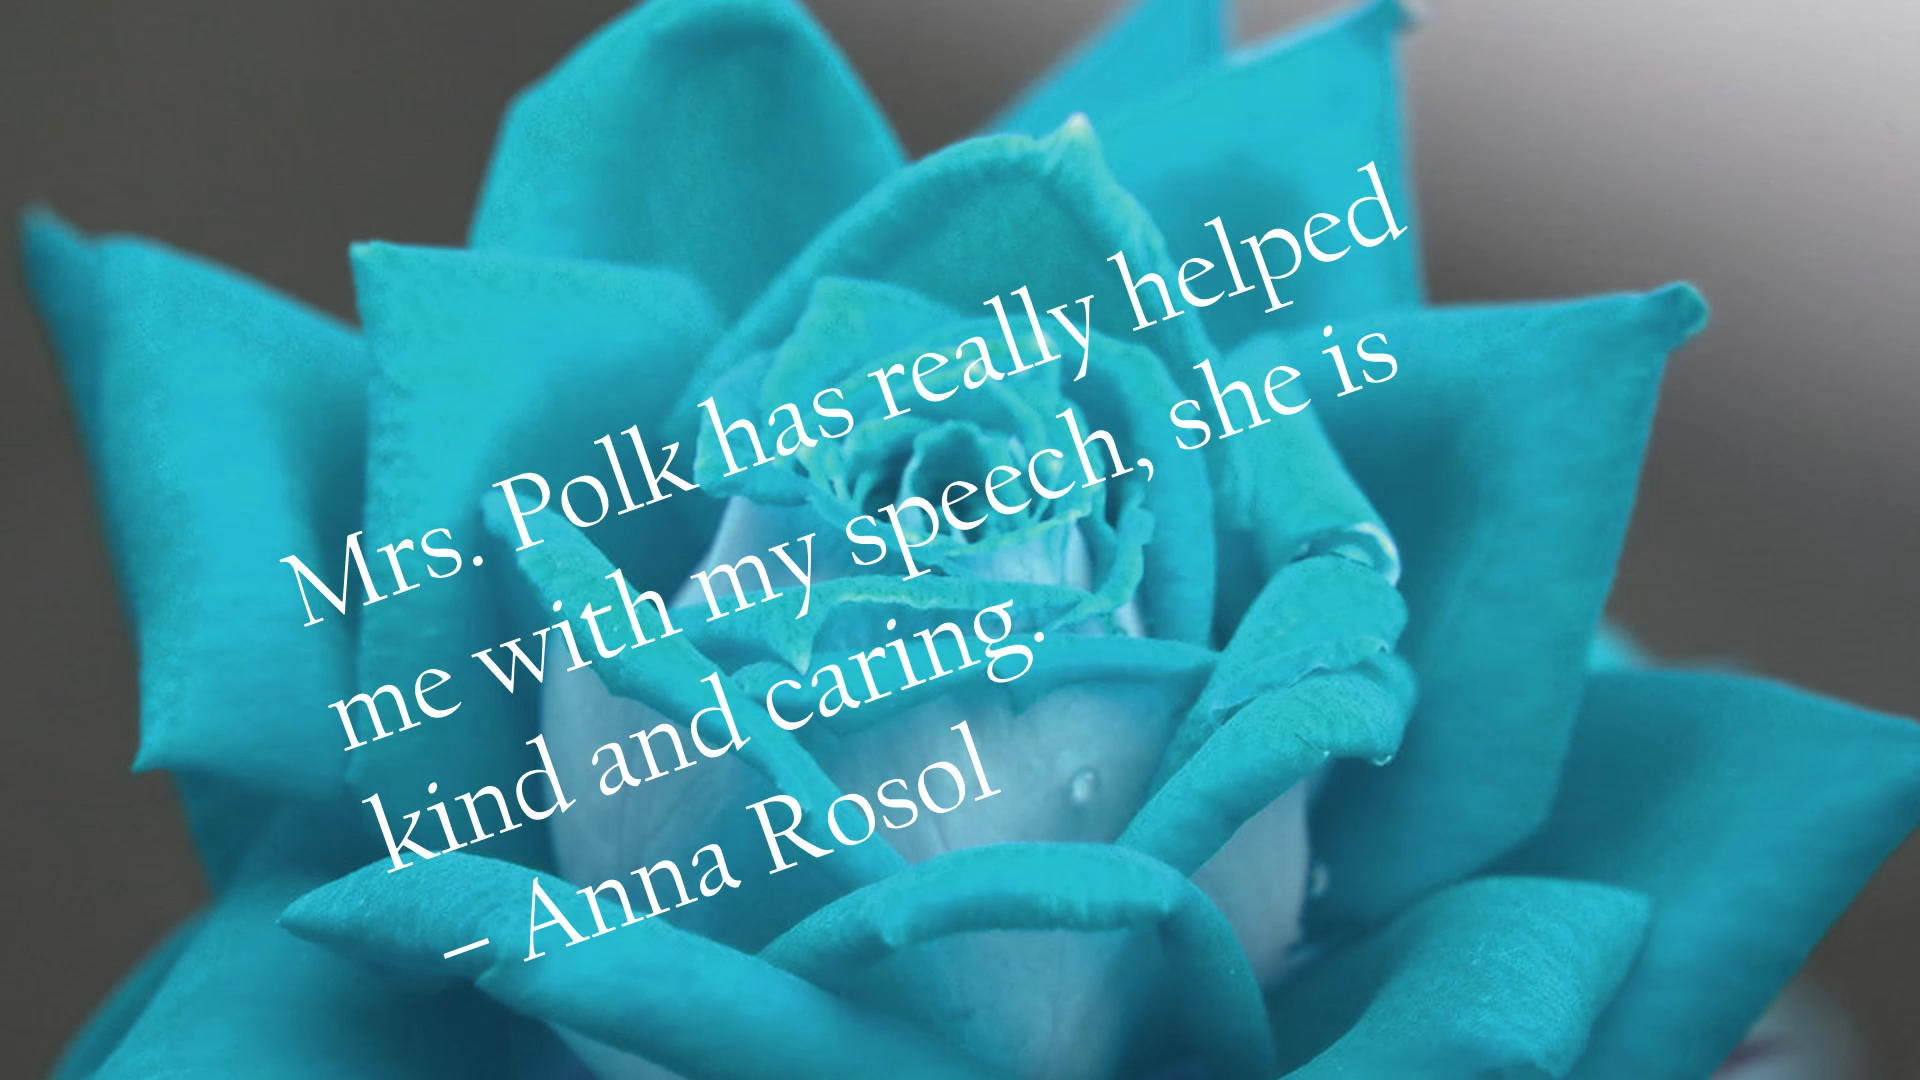 Mrs. Polk has really helped
me with my speech, she is
kind and caring.
– Anna Rosol